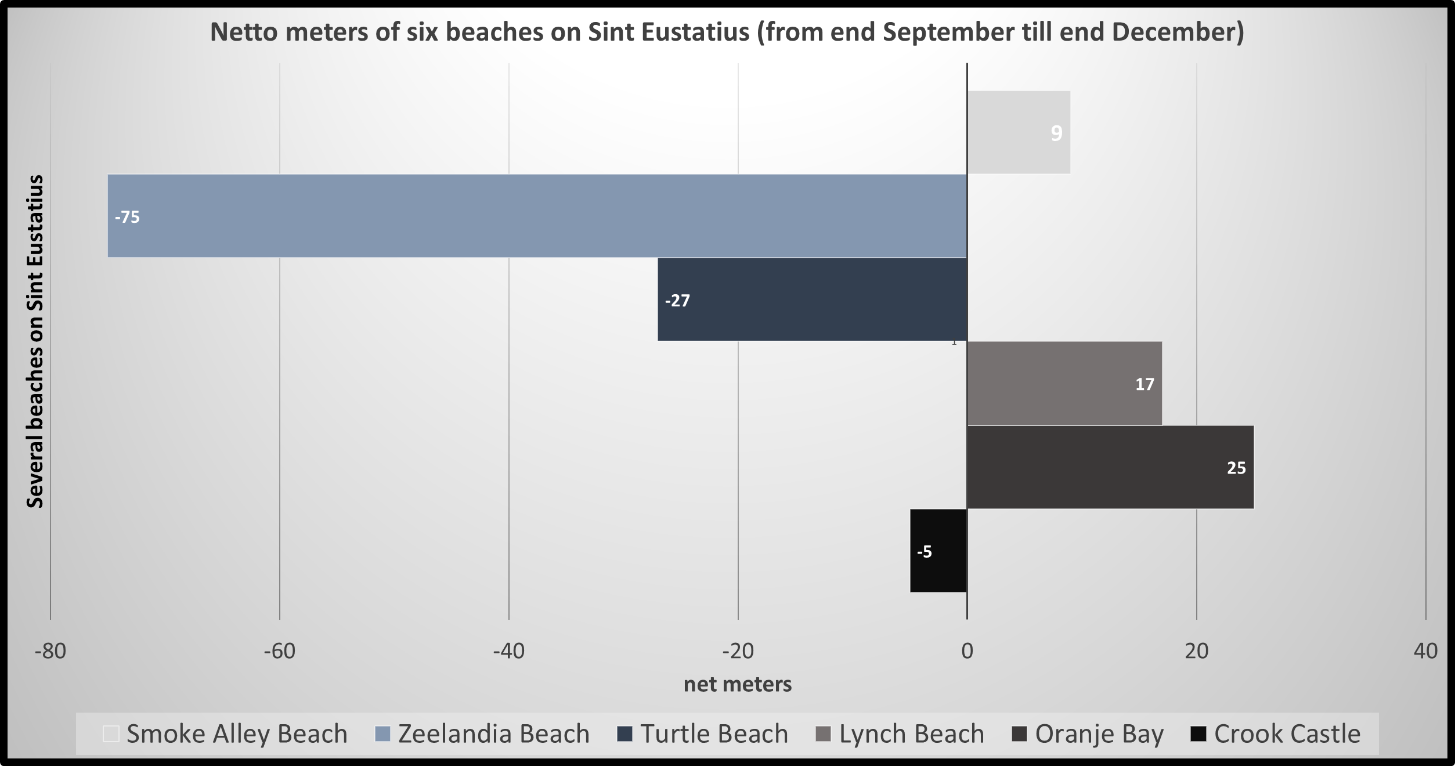 Netto meters of six beaches on Sint Eustatius (from end September till end December)
Several beaches on Sint Eustatius
9
-75
-27
1
17
25
-5
-80 -60 -40 -20 0 20 40
net meters
Smoke Alley Beach Zeelandia Beach Turtle Beach Lynch Beach Oranje Bay Crook Castle